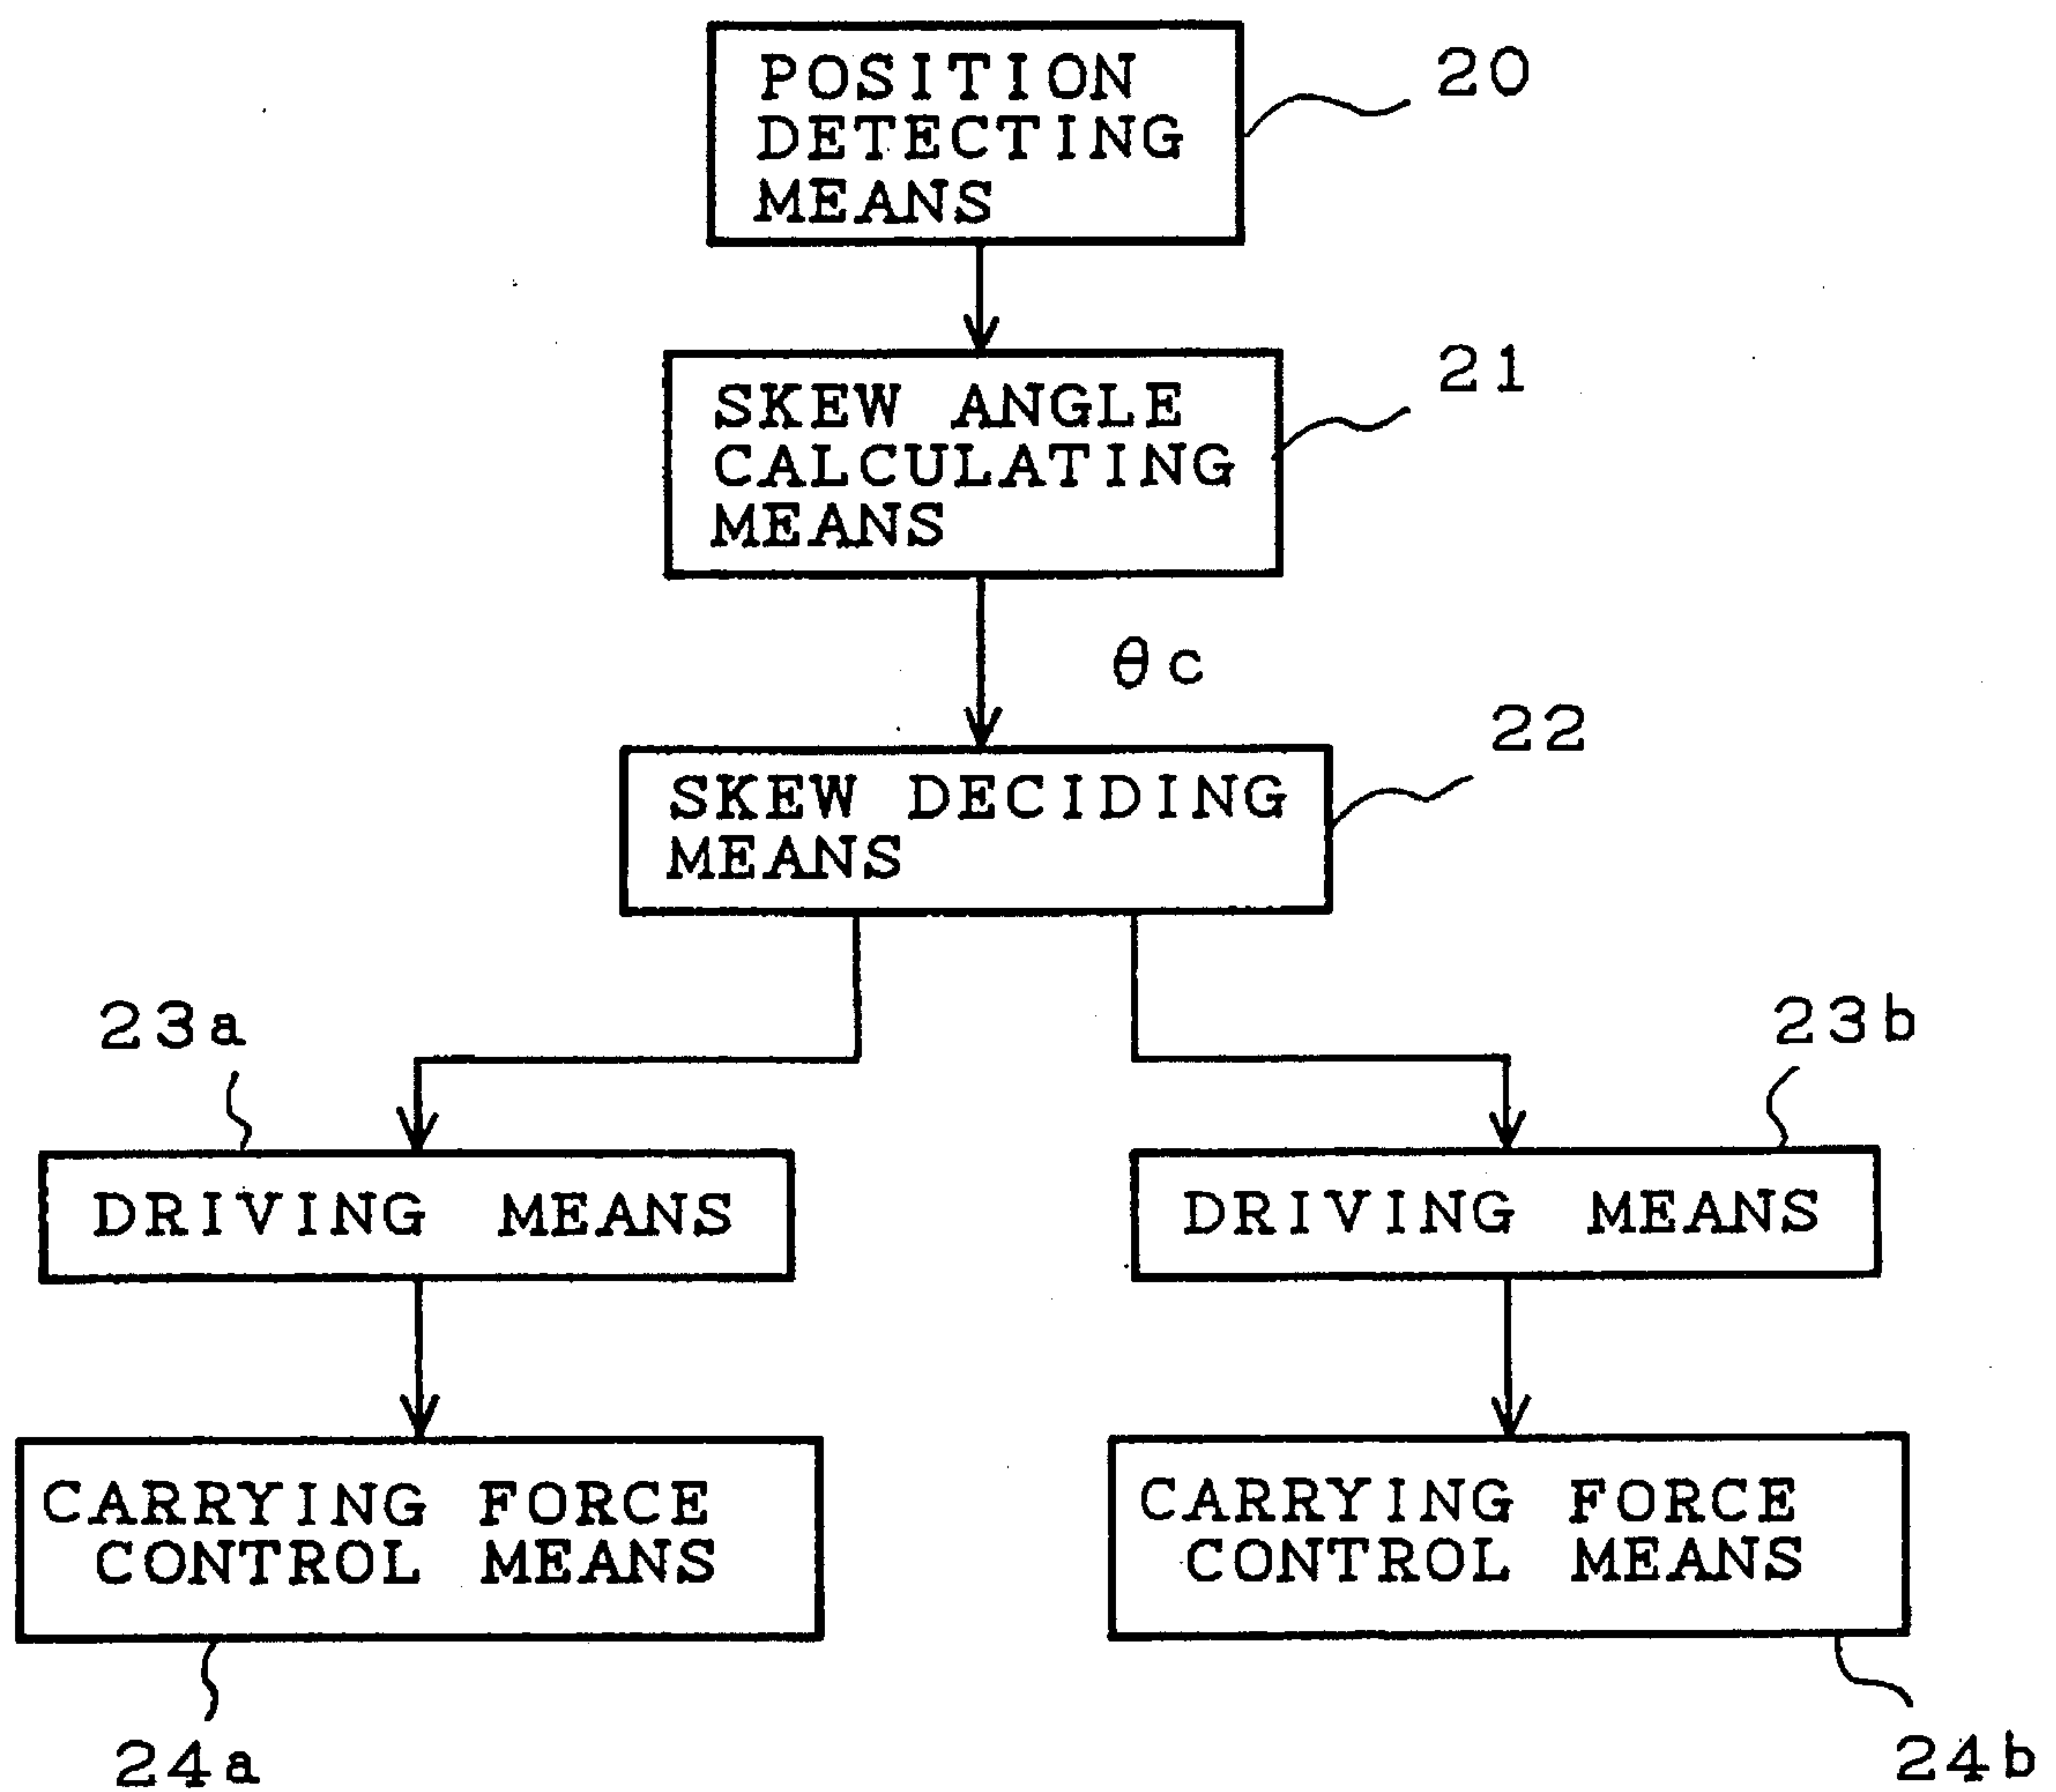 POSITION
DETECTING
MEANS
20
SKEW ANGLE
CALCULATING
MEANS
21
θc
22
SKEW DECIDING
MEANS
23a
23b
DRIVING MEANS
DRIVING MEANS
CARRYING FORCE
CONTROL MEANS
CARRYING FORCE
CONTROL MEANS
24a
24b